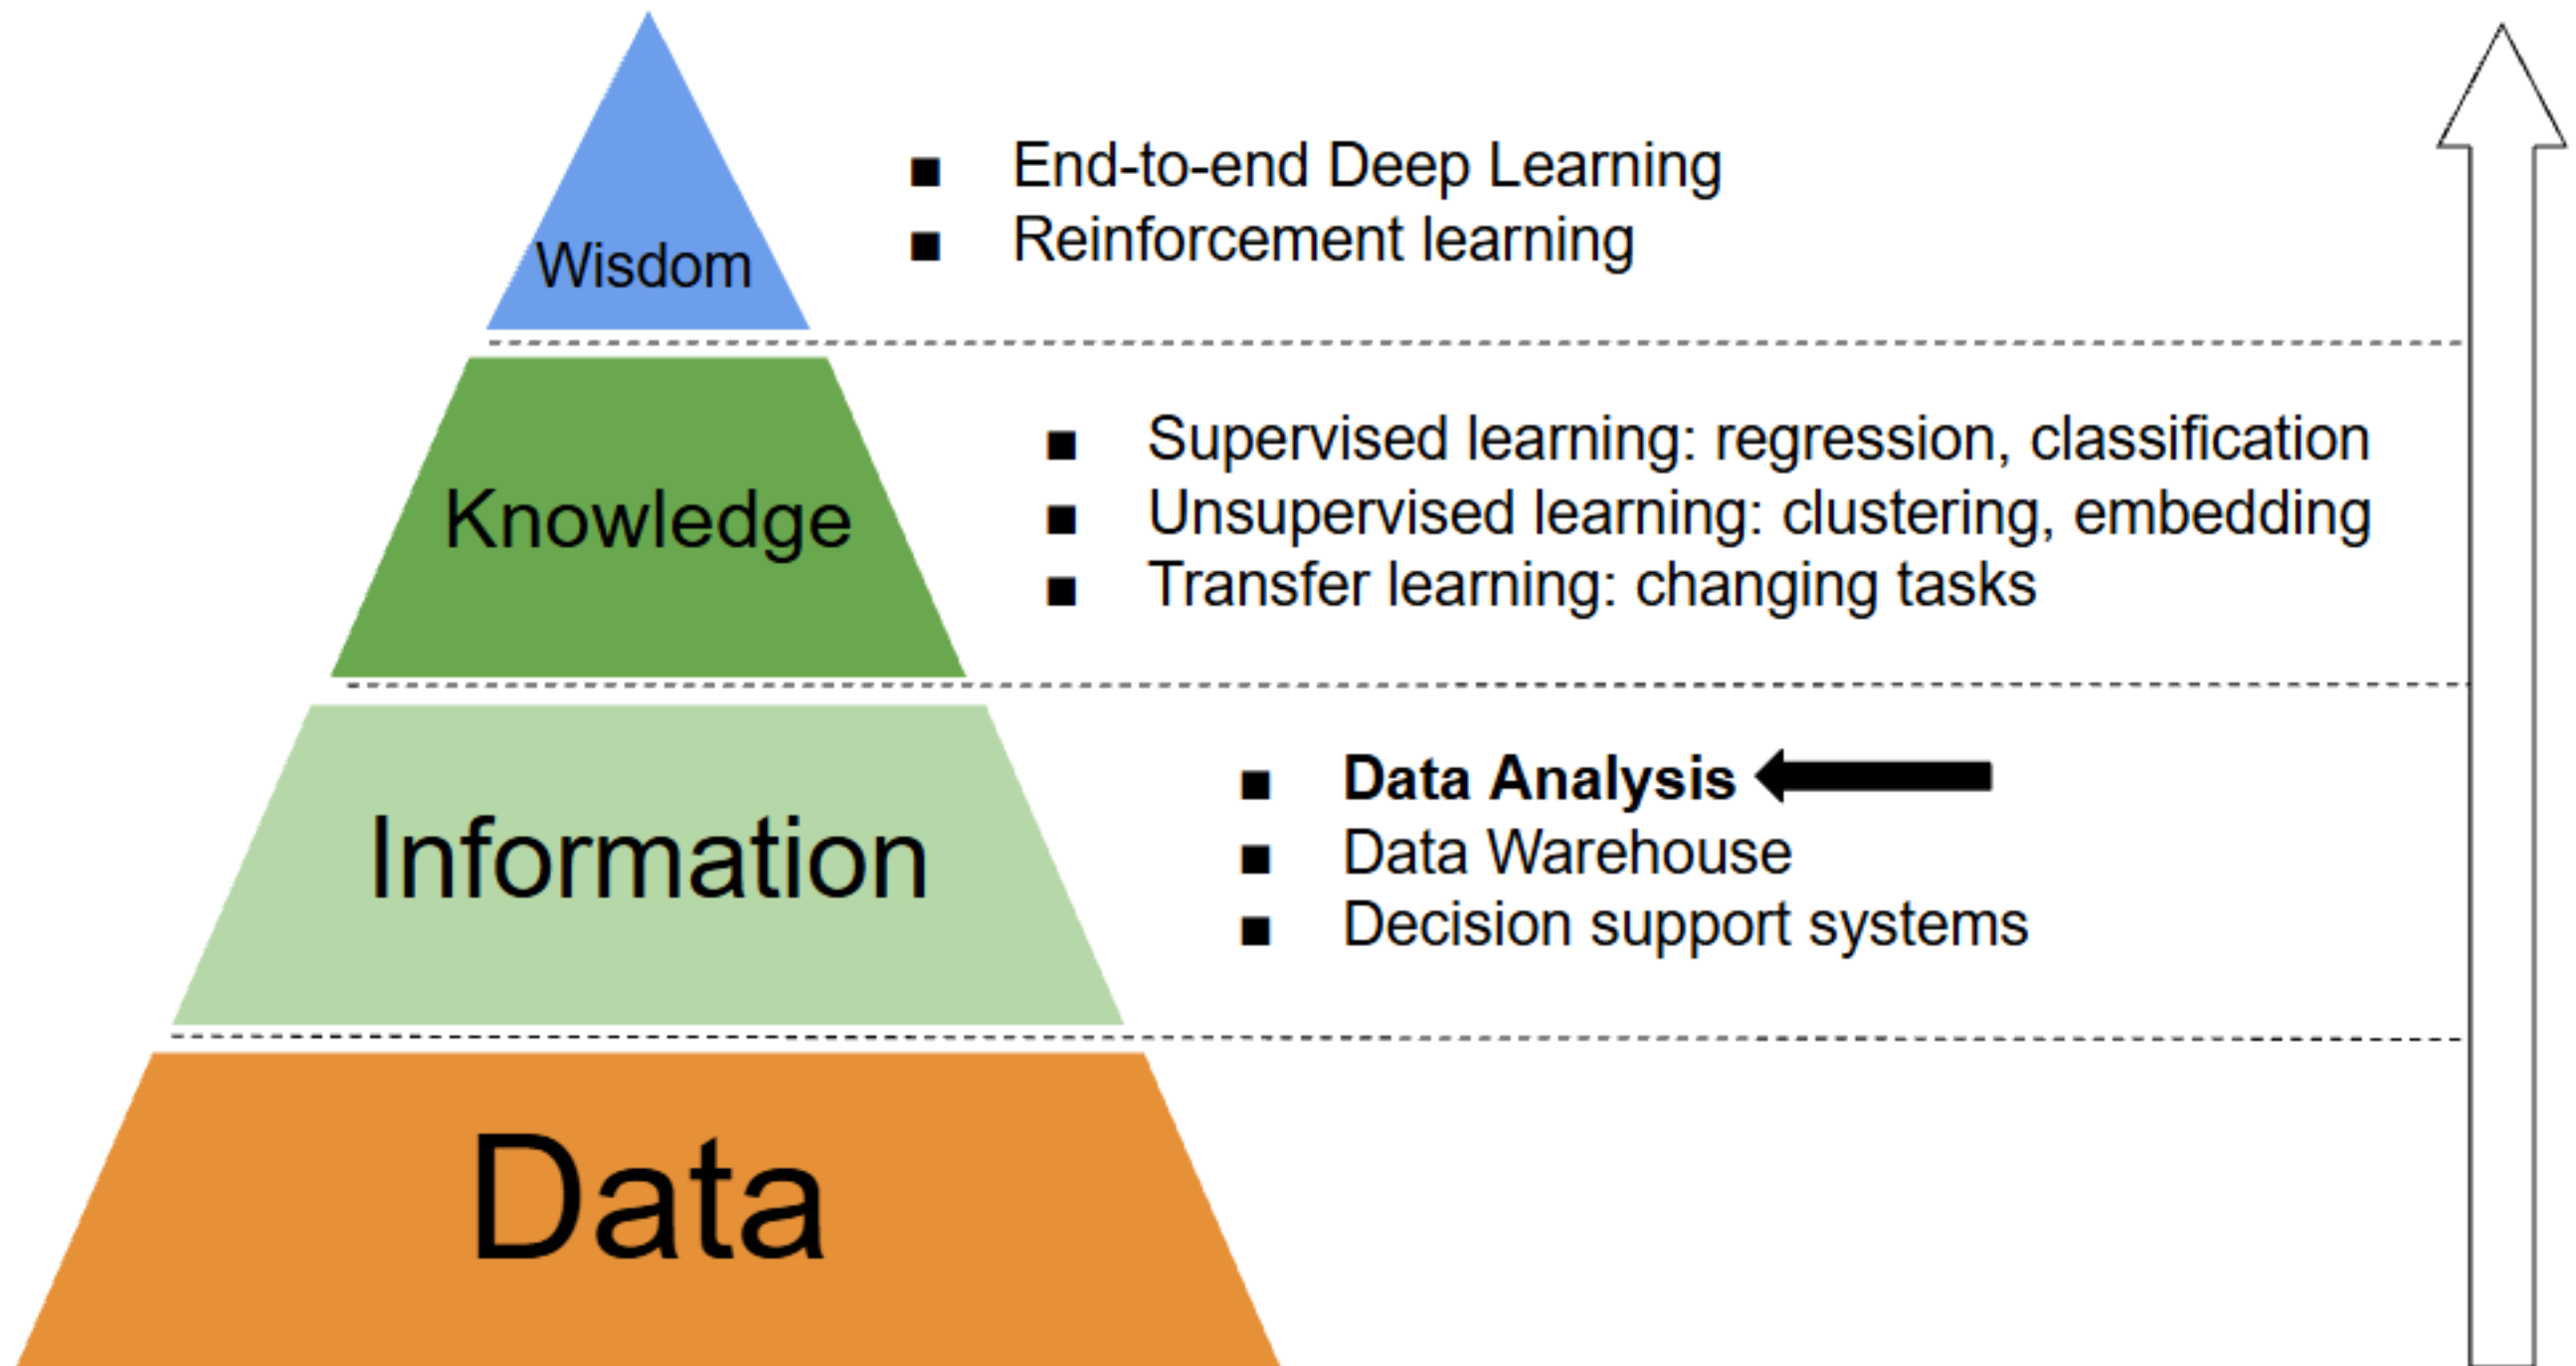 Wisdom
■ End-to-end Deep Learning
■ Reinforcement learning
Knowledge
■ Supervised learning: regression, classification
■ Unsupervised learning: clustering, embedding
■ Transfer learning: changing tasks
Information
■ Data Analysis
■ Data Warehouse
■ Decision support systems
Data